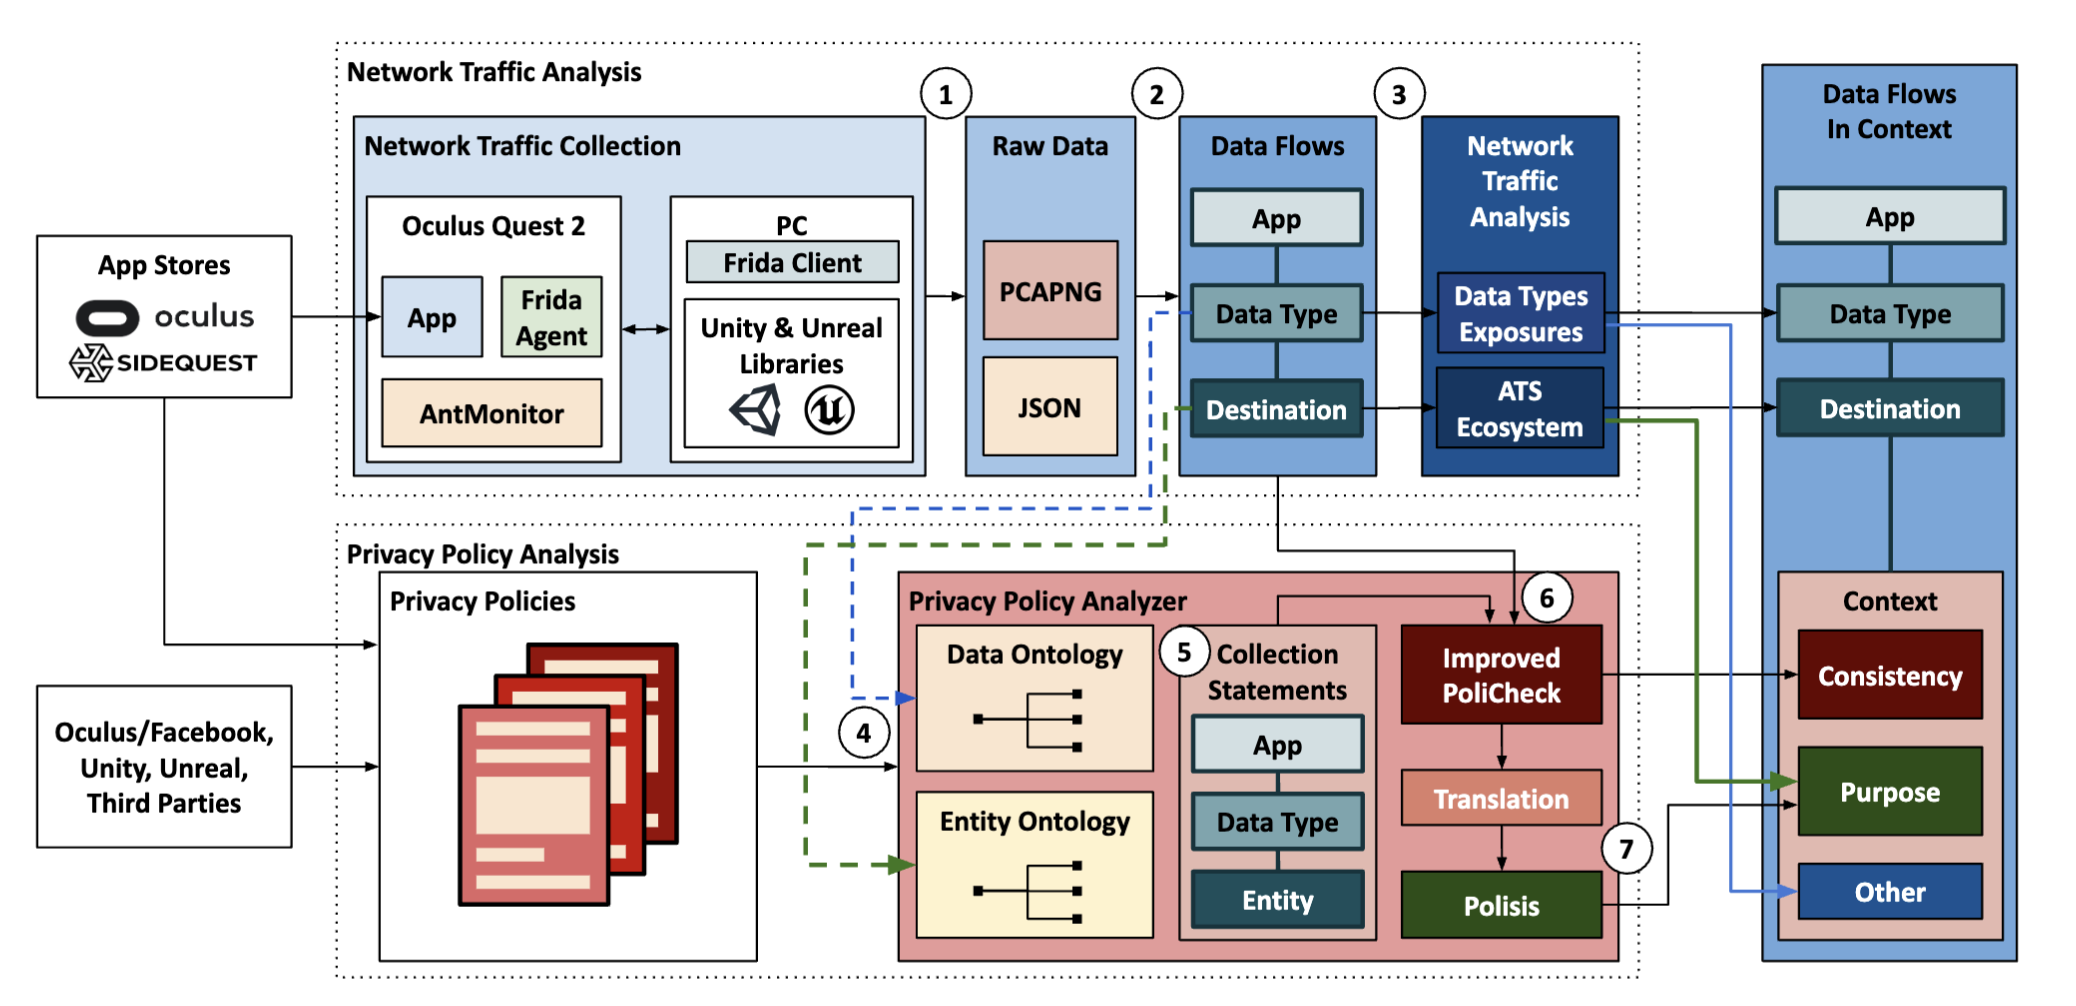 Network Traffic Analysis
1
2
3
Network Traffic Collection
Oculus Quest 2
App
Frida
Agent
AntMonitor
PC
Frida Client
Unity & Unreal
Libraries
Raw Data
PCAPNG
JSON
Data Flows
App
Data Type
Destination
Network
Traffic
Analysis
Data Types
Exposures
ATS
Ecosystem
Data Flows
In Context
App
Data Type
Destination
Context
Consistency
Purpose
Other
App Stores
oculus
SIDEQUEST
Oculus/Facebook,
Unity, Unreal,
Third Parties
Privacy Policy Analysis
Privacy Policies
4
Privacy Policy Analyzer
Data Ontology
Entity Ontology
5
Collection
Statements
App
Data Type
Entity
6
Improved
PoliCheck
Translation
Polisis
7